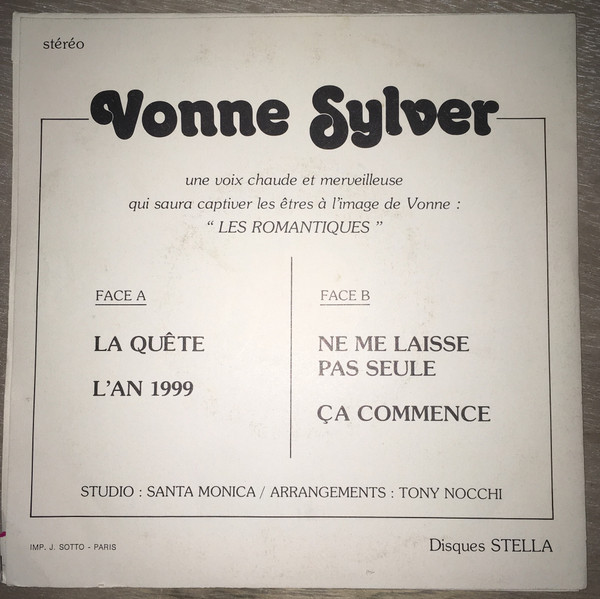 stéréo
Vonne Sylver
une voix chaude et merveilleuse
qui saura captiver les êtres à l'image de Vonne :
“ LES ROMANTIQUES ”
FACE A
LA QUÊTE
L'AN 1999
FACE B
NE ME LAISSE
PAS SEULE
ÇA COMMENCE
STUDIO : SANTA MONICA / ARRANGEMENTS : TONY NOCCHI
IMP. J. SOTTO - PARIS
Disques STELLA